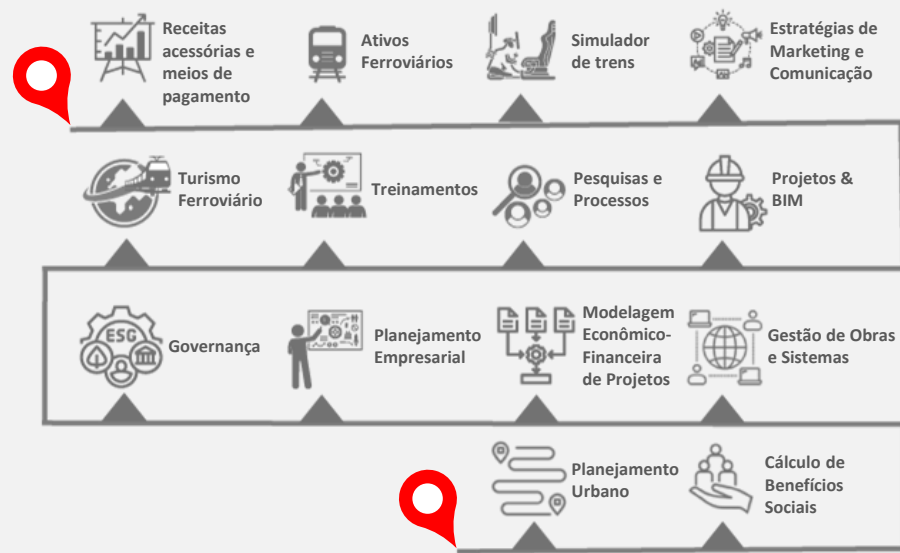 Receitas
acessórias e
meios de
pagamento
Ativos
Ferroviários
Simulador
de trens
Estratégias de
Marketing e
Comunicação
Turismo
Ferroviário
Treinamentos
Pesquisas e
Processos
Projetos &
BIM
ESG
Governança
Planejamento
Empresarial
Modelagem
Econômico-
Financeira
de Projetos
Gestão de Obras
e Sistemas
Planejamento
Urbano
Cálculo de
Benefícios
Sociais